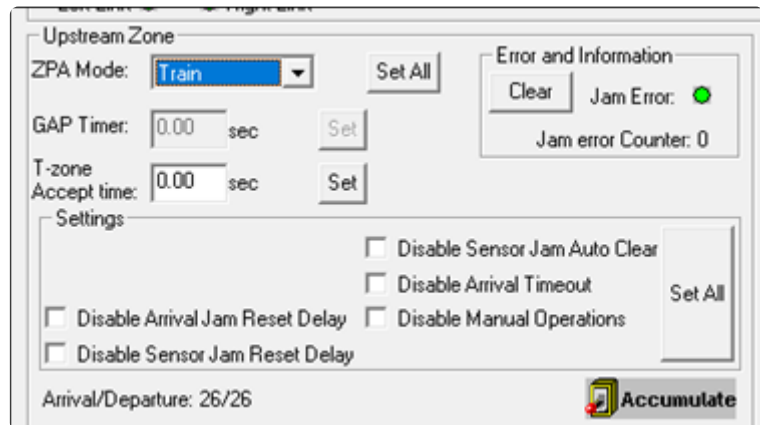 Upstream Zone
ZPA Mode: Train Set All
Error and Information
Clear Jam Error:
GAP Timer: 0.00 sec Set
Jam error Counter: 0
T-zone
Accept time: 0.00 sec Set
Settings
Disable Sensor Jam Auto Clear
Disable Arrival Timeout
Set All
Disable Arrival Jam Reset Delay Disable Manual Operations
Disable Sensor Jam Reset Delay
Arrival/Departure: 26/26 Accumulate